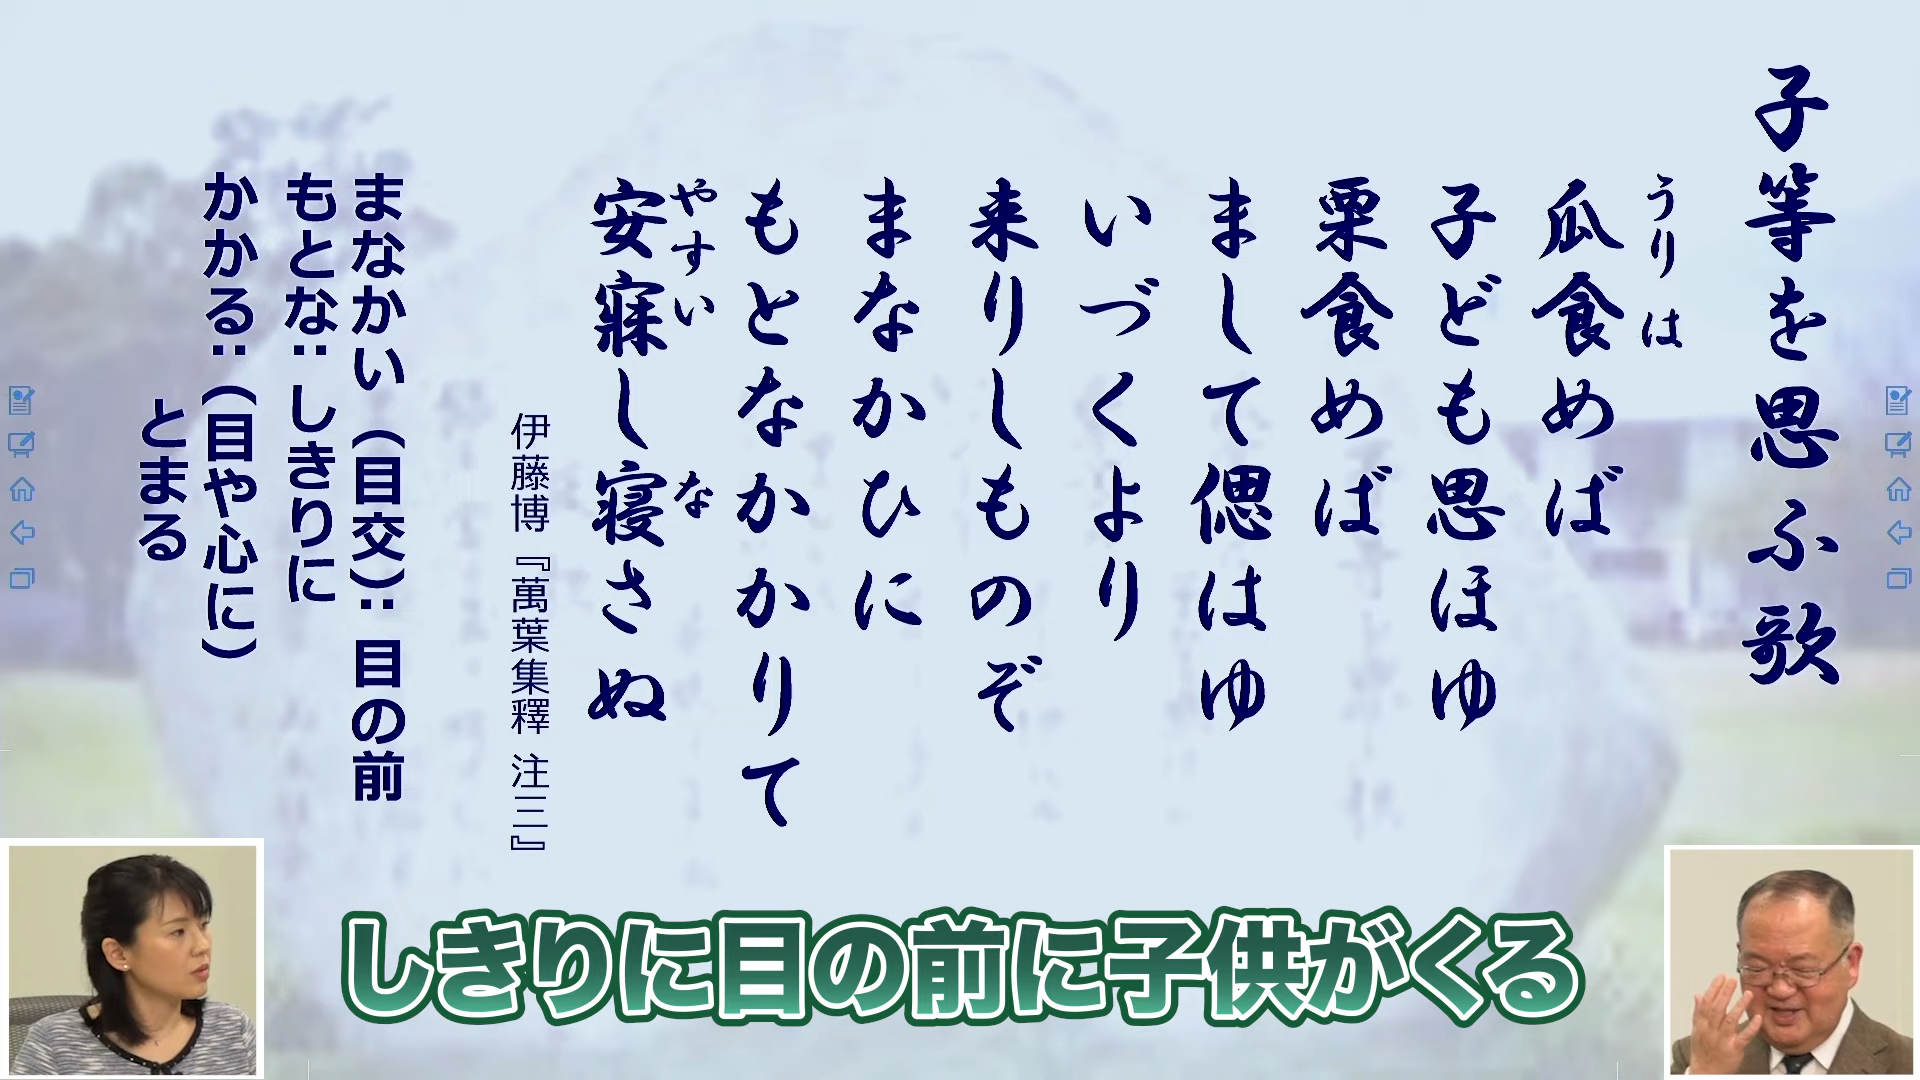 子等を思ふ歌
うり は
瓜食めば
子ども思ほゆ
栗食めば
まして偲はゆ
いづくより
来りしものぞ
まなかひに
もとなかかりて
やすい な
安寐し寝さぬ
伊藤博『萬葉集釋 注三』
まなかい(目交):目の前
もとな:しきりに
かかる:(目や心に)
とまる
しきりに目の前に子供がくる